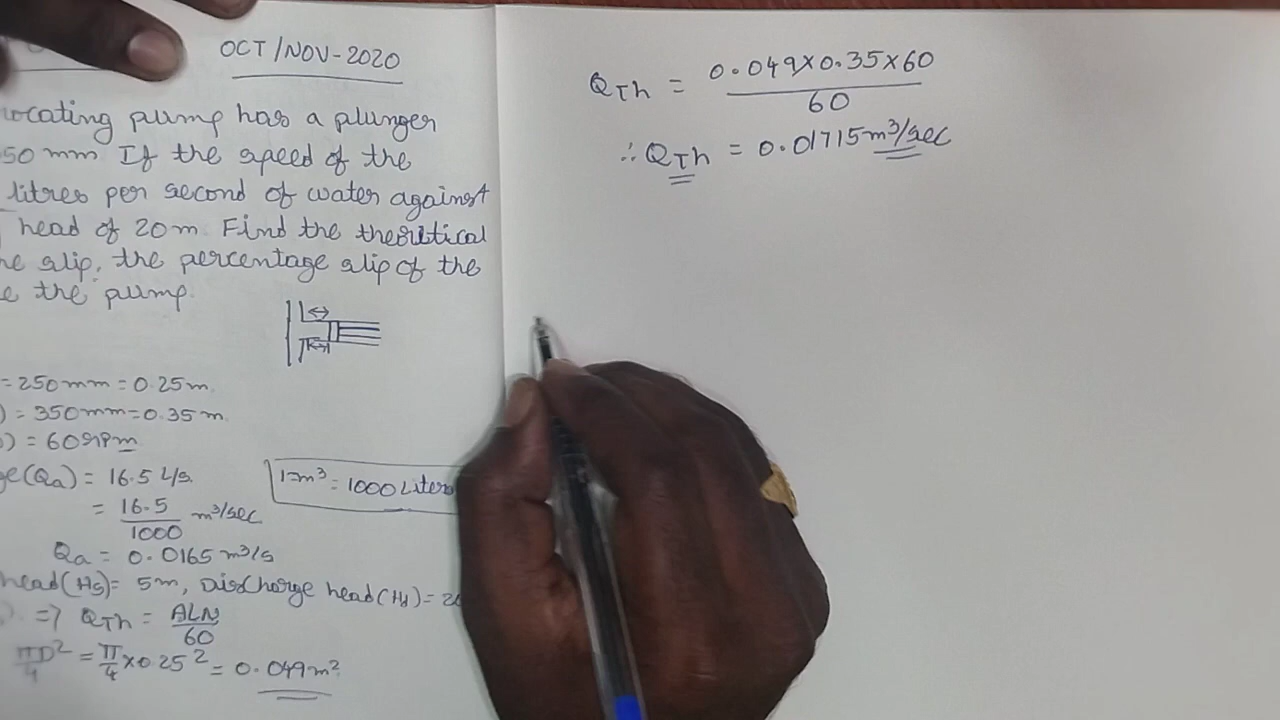 OCT/NOV-2020
ocating pump has a plunger
50 mm If the speed of the
litres per second of water against
head of 20 m. Find the theoritical
he slip, the percentage slip of the
e the pump.
= 250 mm = 0.25 m.
) = 350 mm = 0.35 m.
) = 60 rpm
ge (Qa) = 16.5 L/s.
= 16.5/1000 m³/sec
Qa = 0.0165 m³/s
1 m³ = 1000 Liters
head (Hs) = 5m, Discharge head (Hd) = 2
=> QTh = ALN/60
πD²/4 = π/4 × 0.25² = 0.049 m²
QTh = 0.049 × 0.35 × 60
60
∴ QTh = 0.01715 m³/sec